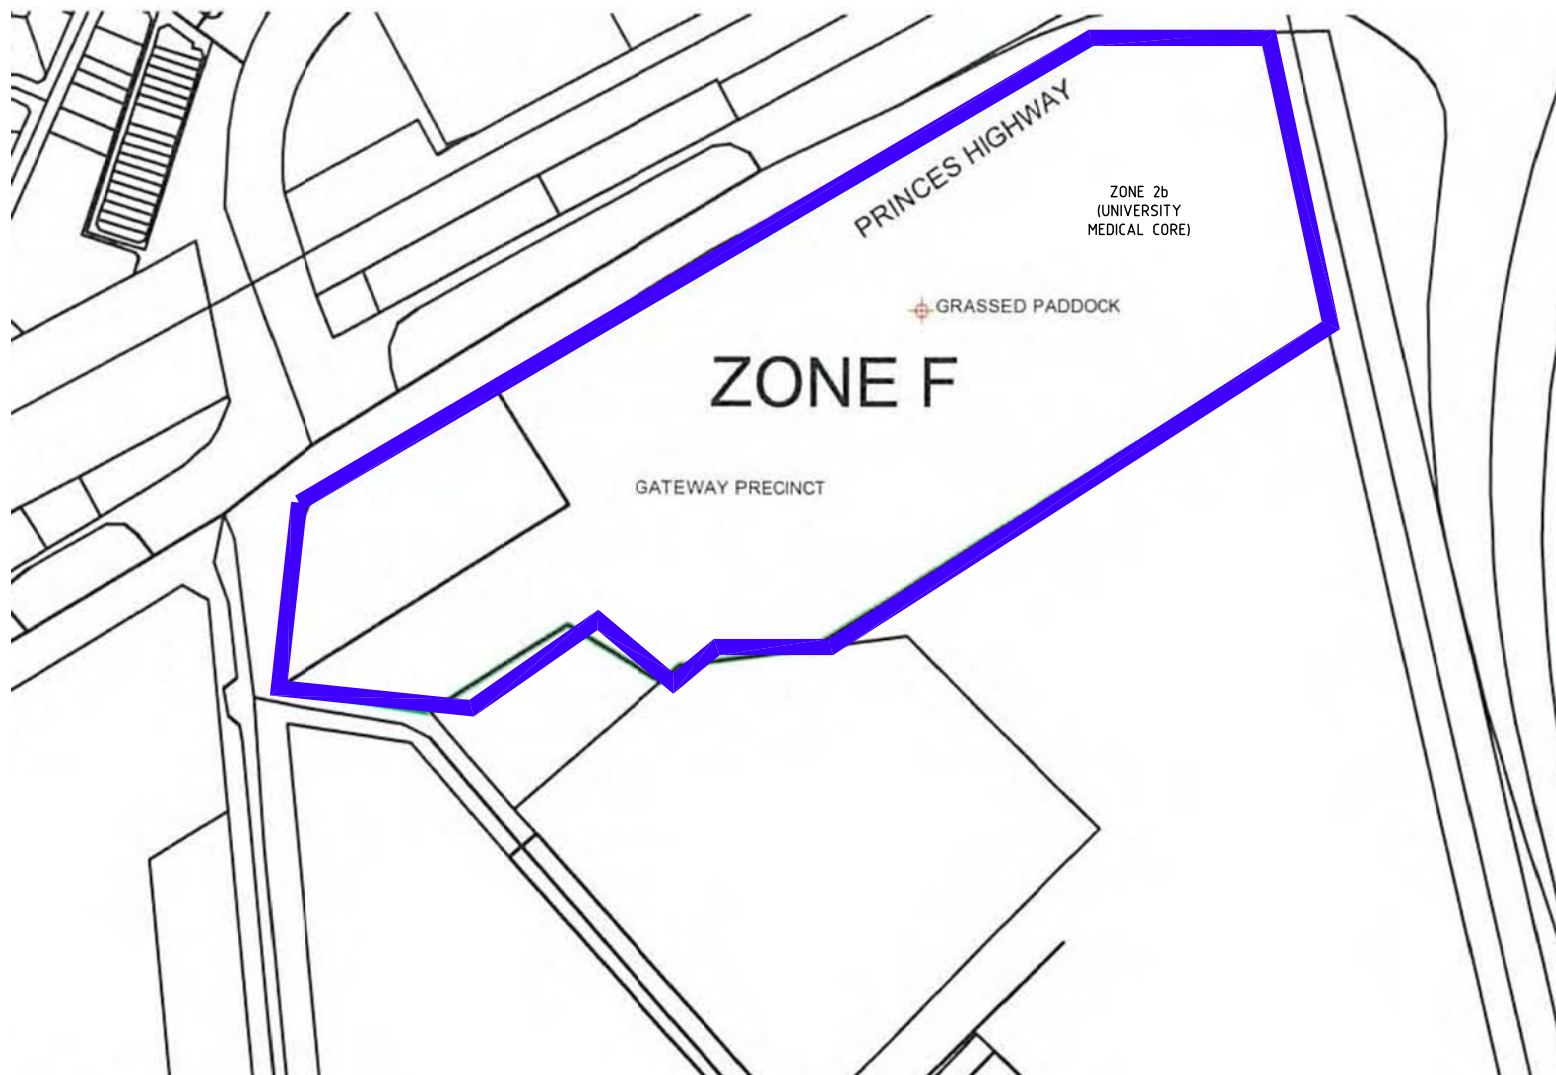 PRINCES HIGHWAY
ZONE 2b
(UNIVERSITY
MEDICAL CORE)
GRASSED PADDOCK
ZONE F
GATEWAY PRECINCT